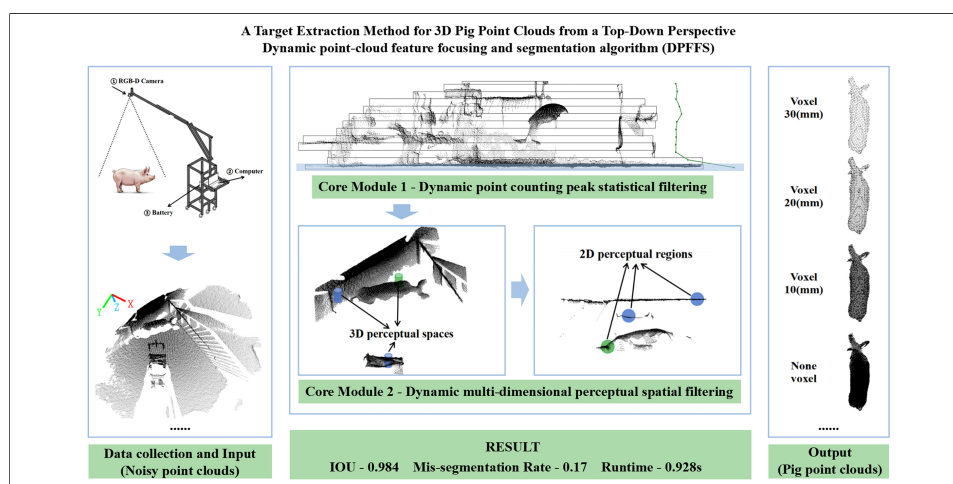 A Target Extraction Method for 3D Pig Point Clouds from a Top-Down Perspective
Dynamic point-cloud feature focusing and segmentation algorithm (DPFFS)
① RGB-D Camera
② Computer
③ Battery
X
Y
Z
......
Data collection and Input
(Noisy point clouds)
Core Module 1 - Dynamic point counting peak statistical filtering
3D perceptual spaces
2D perceptual regions
Core Module 2 - Dynamic multi-dimensional perceptual spatial filtering
RESULT
IOU - 0.984 Mis-segmentation Rate - 0.17 Runtime - 0.928s
Voxel
30(mm)
Voxel
20(mm)
Voxel
10(mm)
None
voxel
......
Output
(Pig point clouds)